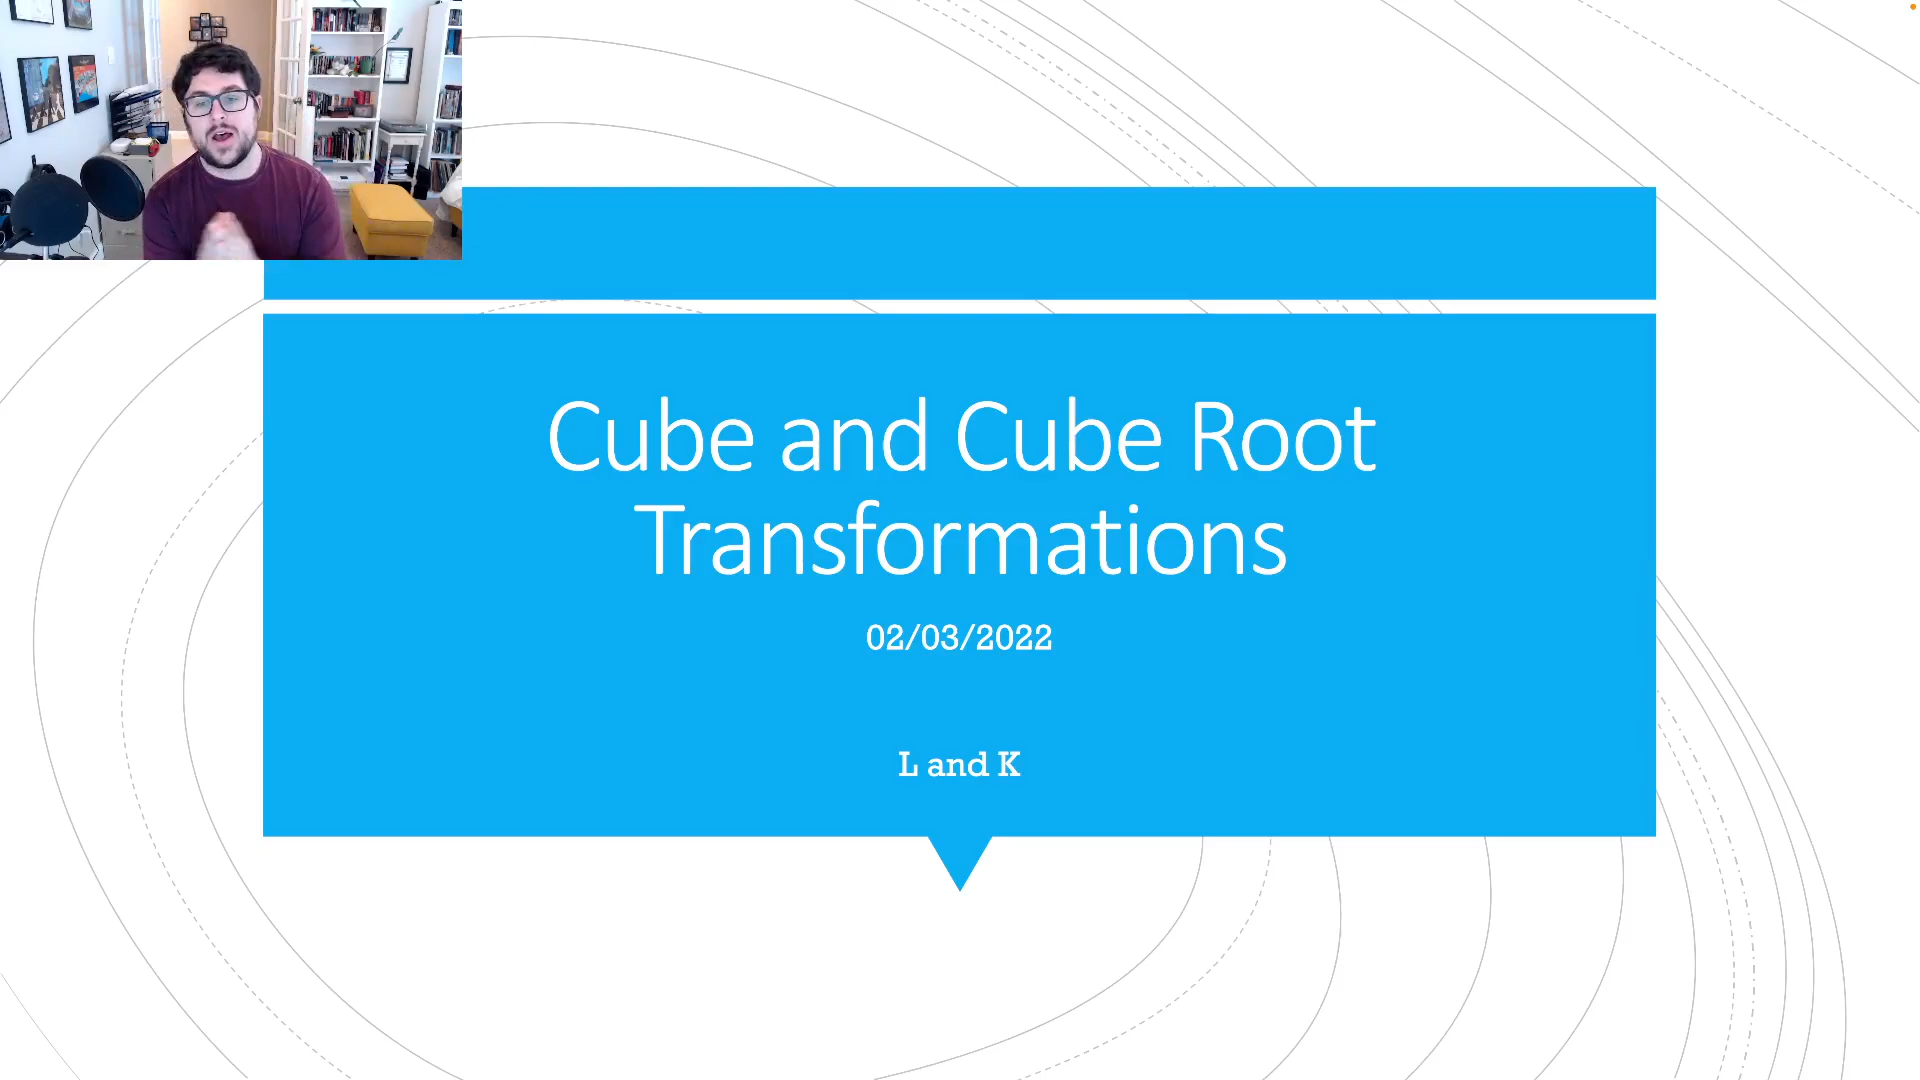 Cube and Cube Root
Transformations
02/03/2022
L and K